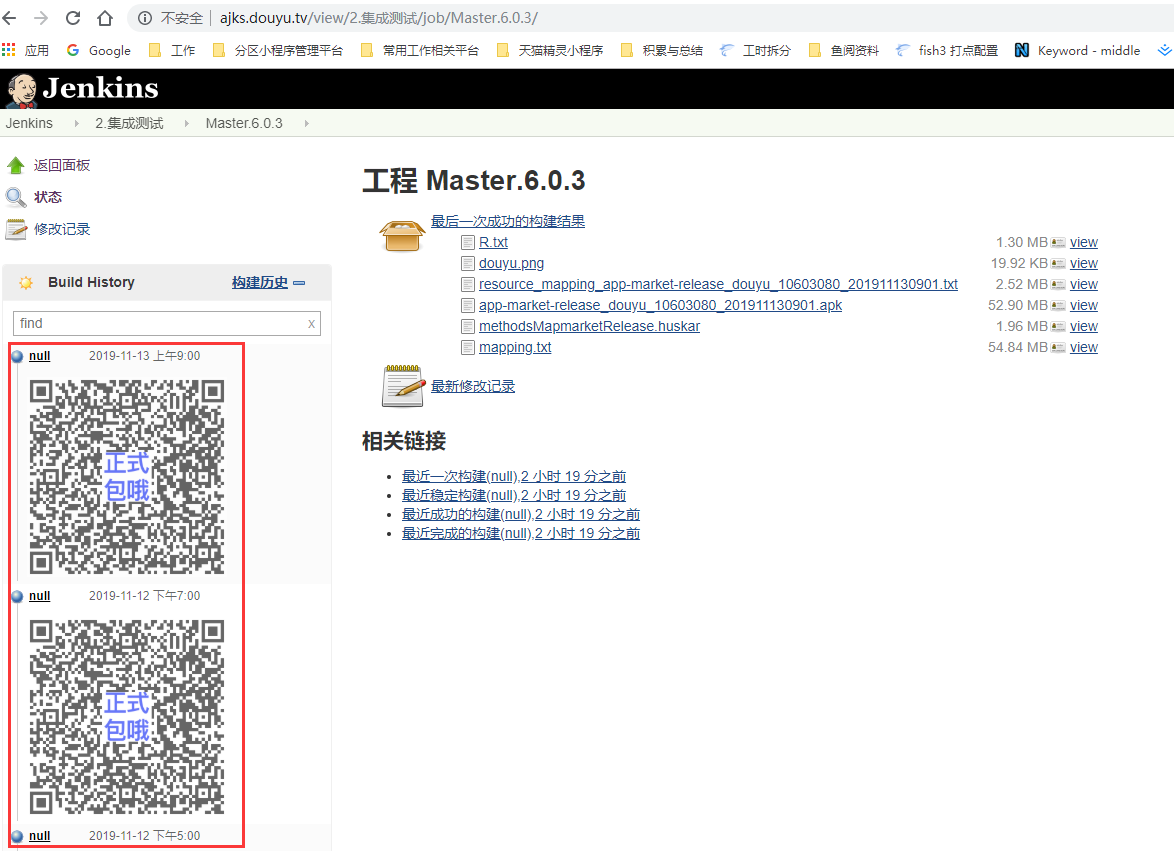 不安全 | ajks.douyu.tv/view/2.集成测试/job/Master.6.0.3/
应用 Google 工作 分区小程序管理平台 常用工作相关平台 天猫精灵小程序 积累与总结 工时拆分 鱼阅资料 fish3 打点配置 Keyword - middle
Jenkins
Jenkins 2.集成测试 Master.6.0.3
返回面板
状态
修改记录
Build History 构建历史
find x
null 2019-11-13 上午9:00
正式
包哦
null 2019-11-12 下午7:00
正式
包哦
null 2019-11-12 下午5:00
工程 Master.6.0.3
最后一次成功的构建结果
R.txt 1.30 MB view
douyu.png 19.92 KB view
resource_mapping_app-market-release_douyu_10603080_201911130901.txt 2.52 MB view
app-market-release_douyu_10603080_201911130901.apk 52.90 MB view
methodsMapmarketRelease.huskar 1.96 MB view
mapping.txt 54.84 MB view
最新修改记录
相关链接
最近一次构建(null),2 小时 19 分之前
最近稳定构建(null),2 小时 19 分之前
最近成功的构建(null),2 小时 19 分之前
最近完成的构建(null),2 小时 19 分之前